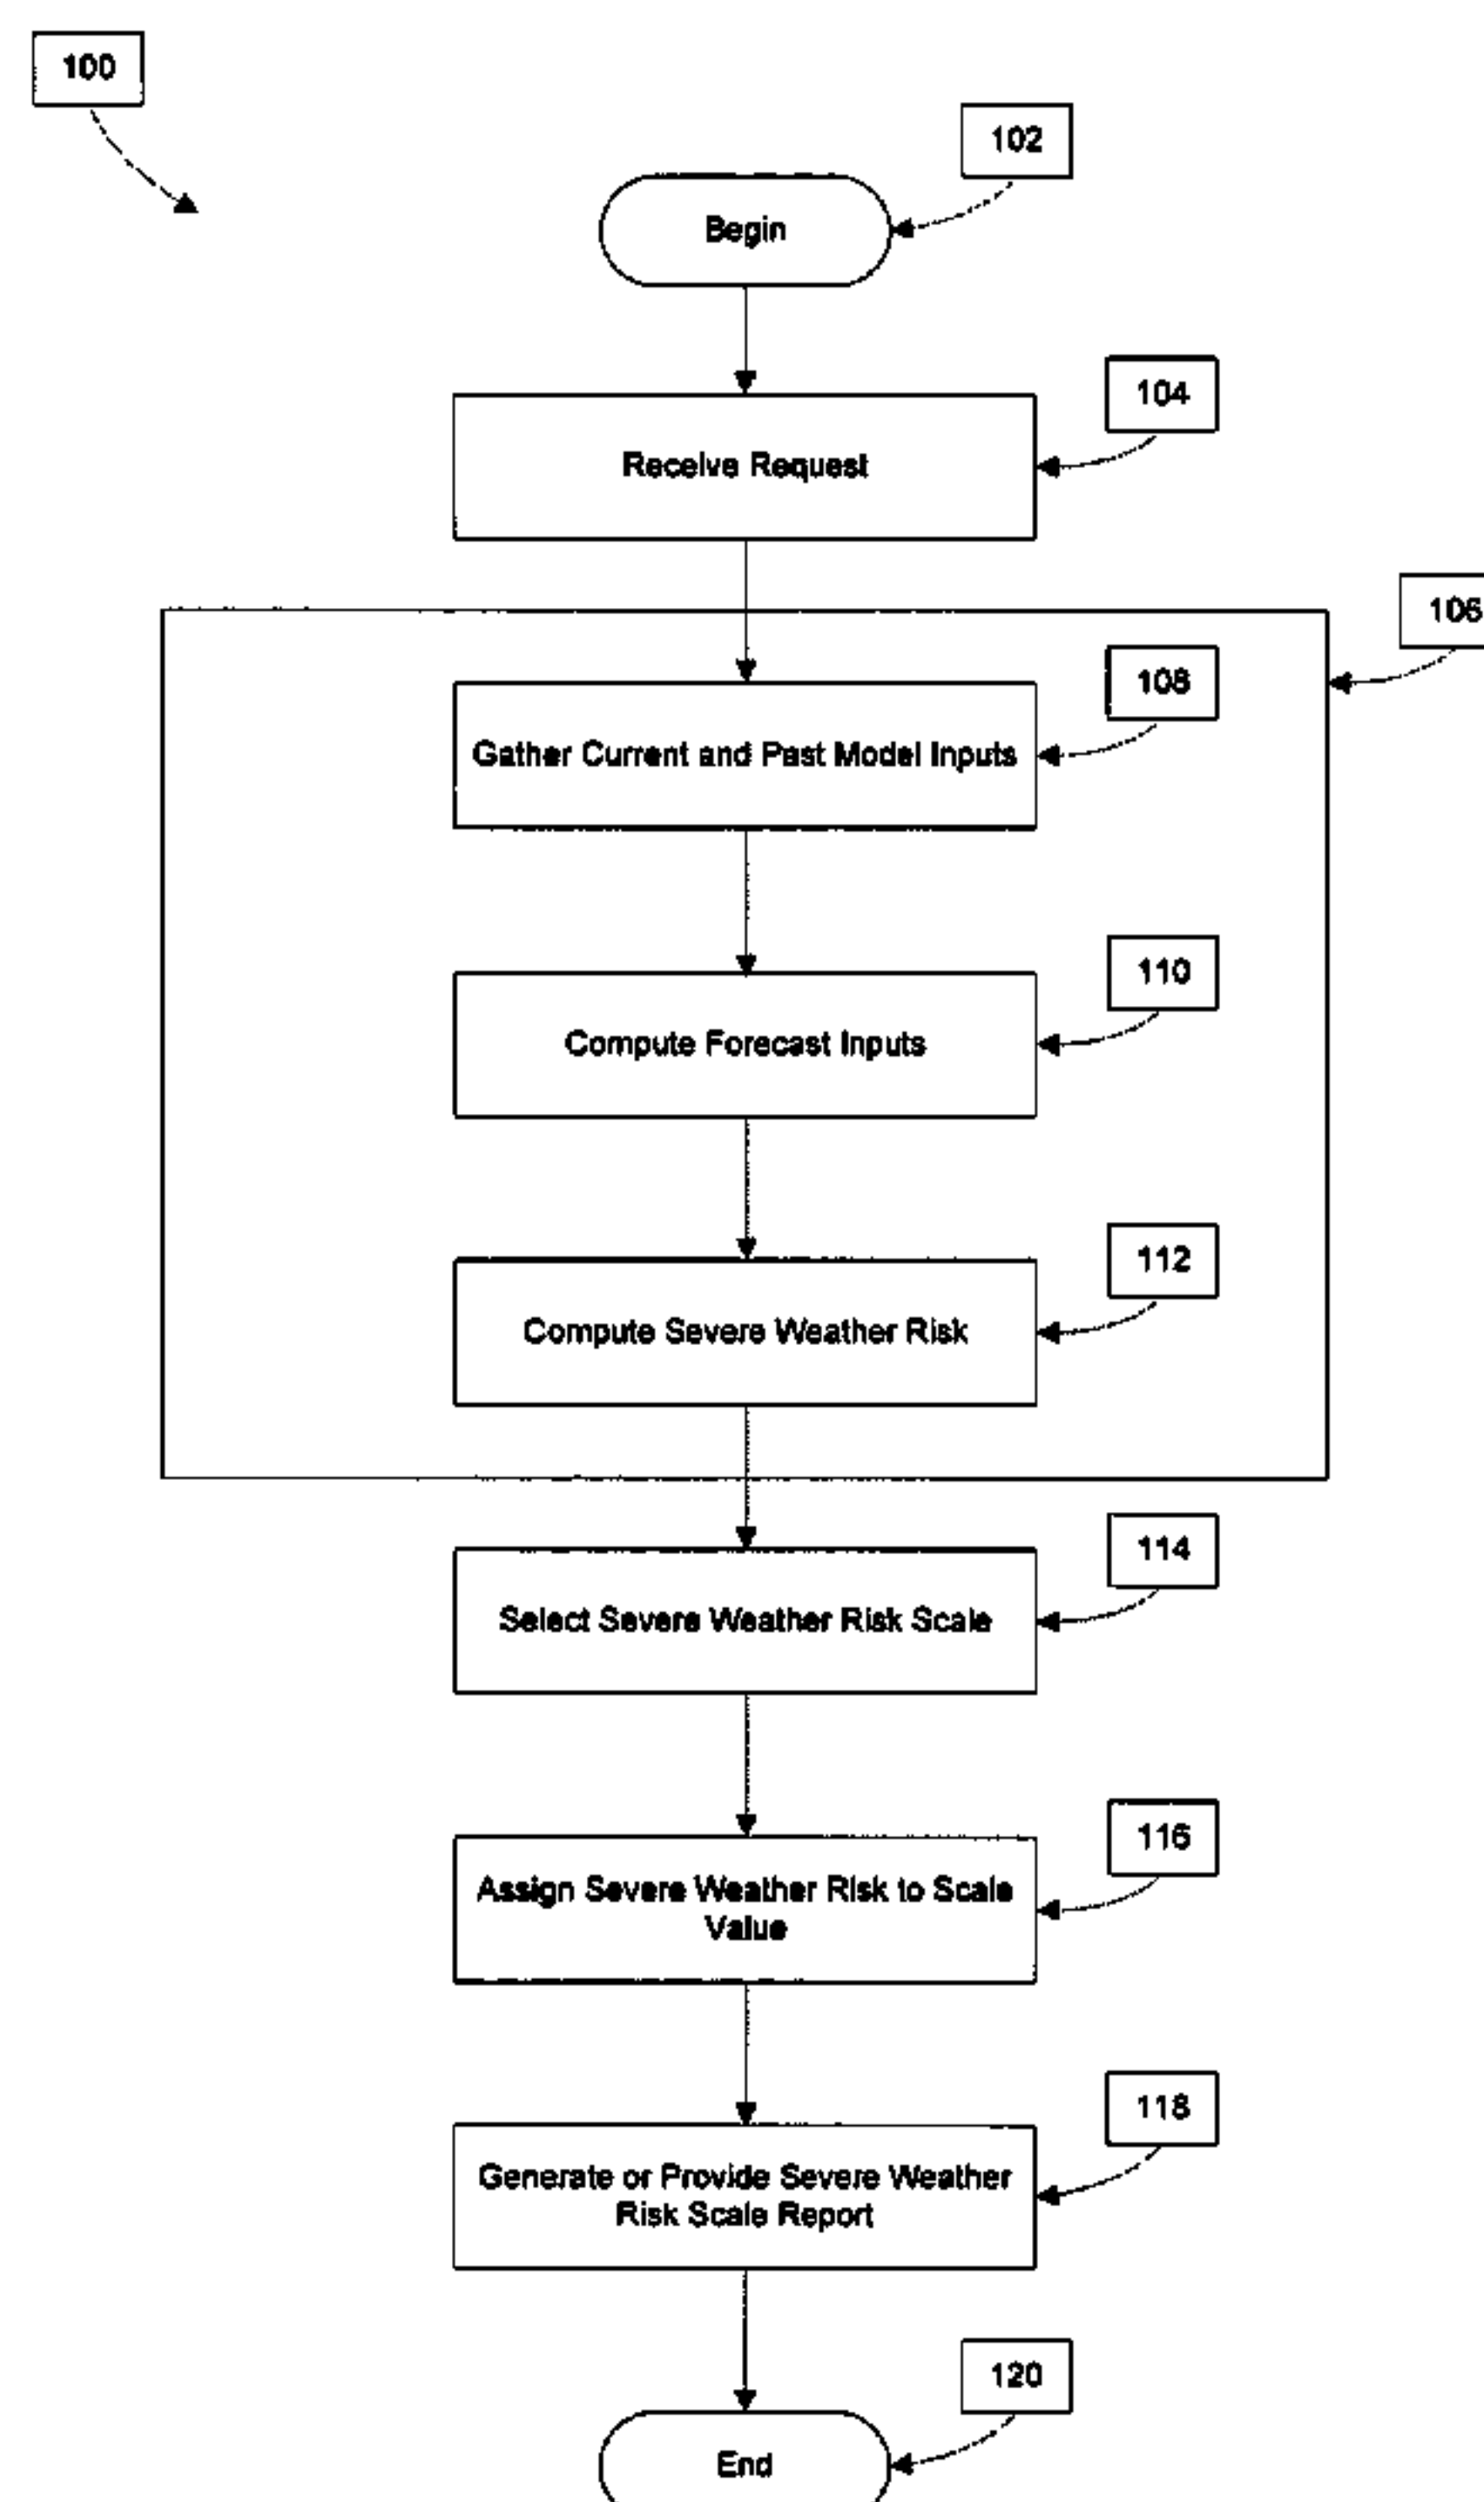 100
102
Begin
104
Receive Request
106
108
Gather Current and Past Model Inputs
110
Compute Forecast Inputs
112
Compute Severe Weather Risk
114
Select Severe Weather Risk Scale
116
Assign Severe Weather Risk to Scale
Value
118
Generate or Provide Severe Weather
Risk Scale Report
120
End